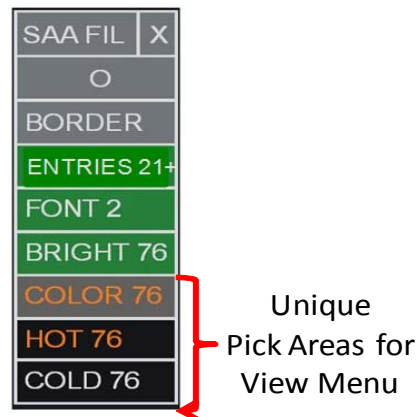 SAA FIL X
O
BORDER
ENTRIES 21+
FONT 2
BRIGHT 76
COLOR 76
HOT 76
COLD 76
Unique
Pick Areas for
View Menu